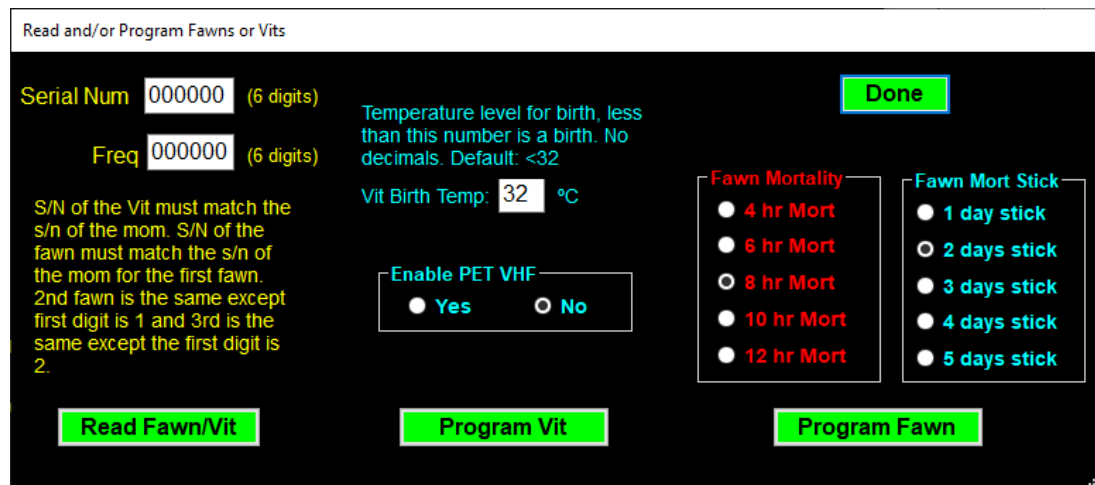 Read and/or Program Fawns or Vits
Serial Num 000000 (6 digits)
Freq 000000 (6 digits)
S/N of the Vit must match the
s/n of the mom. S/N of the
fawn must match the s/n of
the mom for the first fawn.
2nd fawn is the same except
first digit is 1 and 3rd is the
same except the first digit is
2.
Read Fawn/Vit
Temperature level for birth, less
than this number is a birth. No
decimals. Default: <32
Vit Birth Temp: 32 ºC
Enable PET VHF
Yes No
Program Vit
Done
Fawn Mortality
4 hr Mort
6 hr Mort
8 hr Mort
10 hr Mort
12 hr Mort
Fawn Mort Stick
1 day stick
2 days stick
3 days stick
4 days stick
5 days stick
Program Fawn